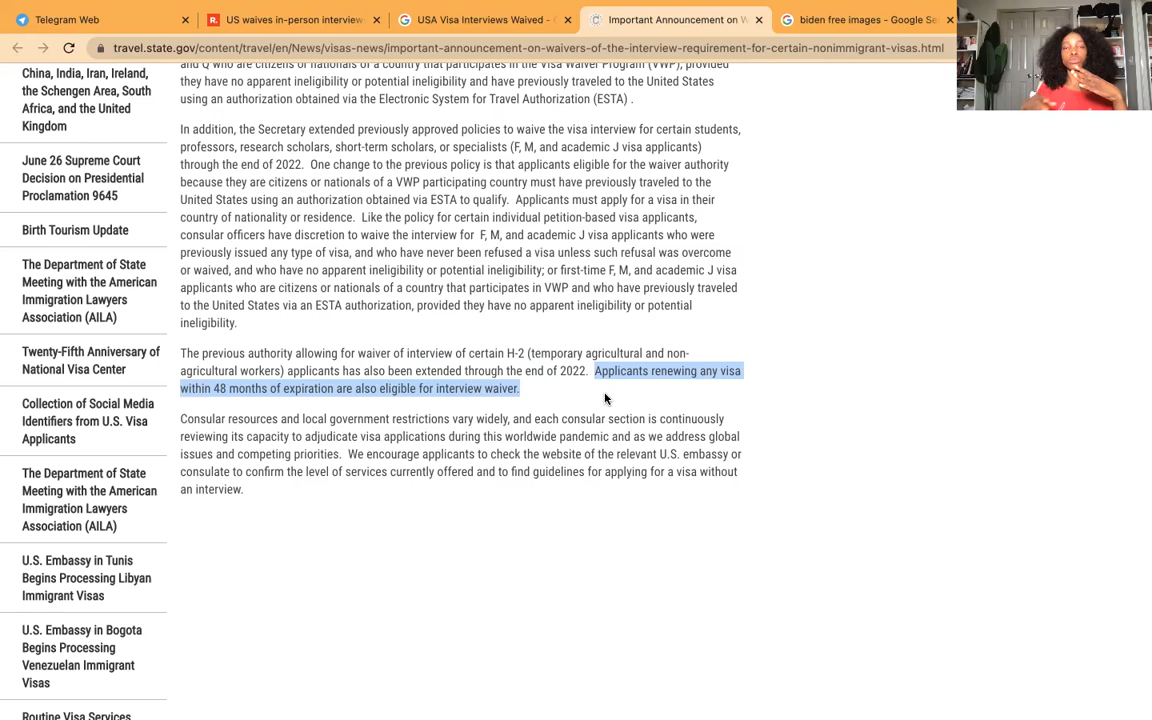 Telegram Web
US waives in-person interview
USA Visa Interviews Waived -
Important Announcement on W
biden free images - Google Se
travel.state.gov/content/travel/en/News/visas-news/important-announcement-on-waivers-of-the-interview-requirement-for-certain-nonimmigrant-visas.html
China, India, Iran, Ireland,
the Schengen Area, South
Africa, and the United
Kingdom
June 26 Supreme Court
Decision on Presidential
Proclamation 9645
Birth Tourism Update
The Department of State
Meeting with the American
Immigration Lawyers
Association (AILA)
Twenty-Fifth Anniversary of
National Visa Center
Collection of Social Media
Identifiers from U.S. Visa
Applicants
The Department of State
Meeting with the American
Immigration Lawyers
Association (AILA)
U.S. Embassy in Tunis
Begins Processing Libyan
Immigrant Visas
U.S. Embassy in Bogota
Begins Processing
Venezuelan Immigrant
Visas
Routine Visa Services
and Q who are citizens or nationals of a country that participates in the Visa Waiver Program (VWP), provided
they have no apparent ineligibility or potential ineligibility and have previously traveled to the United States
using an authorization obtained via the Electronic System for Travel Authorization (ESTA) .
In addition, the Secretary extended previously approved policies to waive the visa interview for certain students,
professors, research scholars, short-term scholars, or specialists (F, M, and academic J visa applicants)
through the end of 2022. One change to the previous policy is that applicants eligible for the waiver authority
because they are citizens or nationals of a VWP participating country must have previously traveled to the
United States using an authorization obtained via ESTA to qualify. Applicants must apply for a visa in their
country of nationality or residence. Like the policy for certain individual petition-based visa applicants,
consular officers have discretion to waive the interview for F, M, and academic J visa applicants who were
previously issued any type of visa, and who have never been refused a visa unless such refusal was overcome
or waived, and who have no apparent ineligibility or potential ineligibility; or first-time F, M, and academic J visa
applicants who are citizens or nationals of a country that participates in VWP and who have previously traveled
to the United States via an ESTA authorization, provided they have no apparent ineligibility or potential
ineligibility.
The previous authority allowing for waiver of interview of certain H-2 (temporary agricultural and non-
agricultural workers) applicants has also been extended through the end of 2022. Applicants renewing any visa
within 48 months of expiration are also eligible for interview waiver.
Consular resources and local government restrictions vary widely, and each consular section is continuously
reviewing its capacity to adjudicate visa applications during this worldwide pandemic and as we address global
issues and competing priorities. We encourage applicants to check the website of the relevant U.S. embassy or
consulate to confirm the level of services currently offered and to find guidelines for applying for a visa without
an interview.